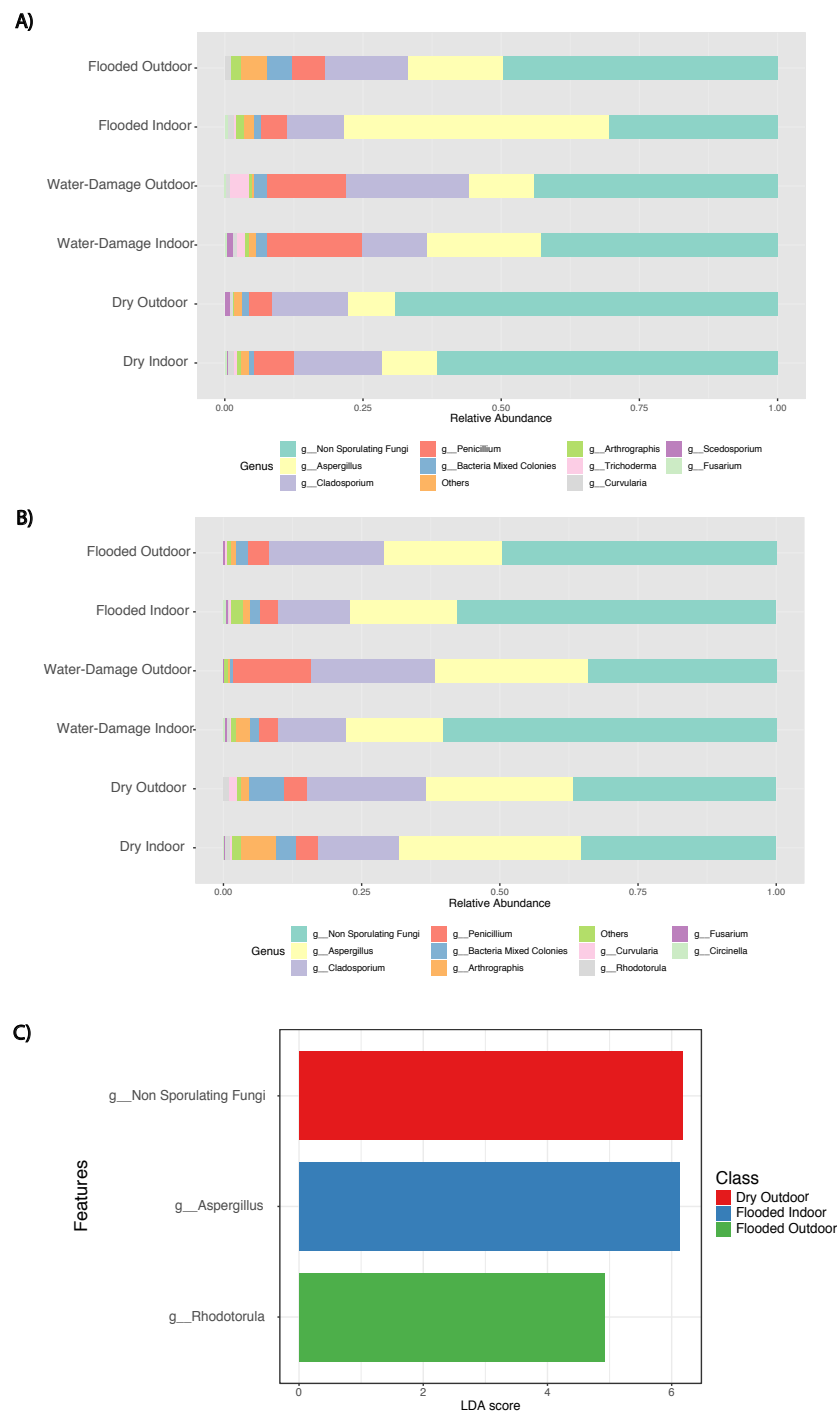 A)
Flooded Outdoor
Flooded Indoor
Water-Damage Outdoor
Water-Damage Indoor
Dry Outdoor
Dry Indoor
0.00 0.25 0.50 0.75 1.00
Relative Abundance
Genus
g__Non Sporulating Fungi g__Penicillium g__Arthrographis g__Scedosporium
g__Aspergillus g__Bacteria Mixed Colonies g__Trichoderma g__Fusarium
g__Cladosporium Others g__Curvularia
B)
Flooded Outdoor
Flooded Indoor
Water-Damage Outdoor
Water-Damage Indoor
Dry Outdoor
Dry Indoor
0.00 0.25 0.50 0.75 1.00
Relative Abundance
Genus
g__Non Sporulating Fungi g__Penicillium Others g__Fusarium
g__Aspergillus g__Bacteria Mixed Colonies g__Curvularia g__Circinella
g__Cladosporium g__Arthrographis g__Rhodotorula
C)
Features
g__Non Sporulating Fungi
g__Aspergillus
g__Rhodotorula
0 2 4 6
LDA score
Class
Dry Outdoor
Flooded Indoor
Flooded Outdoor